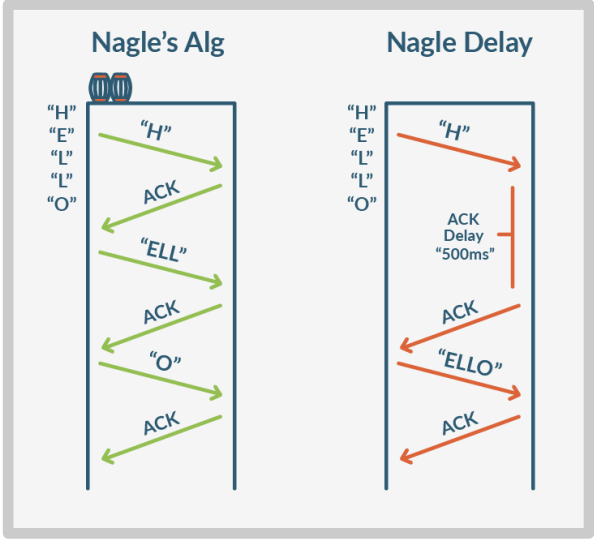 Nagle's Alg
“H”
“E”
“L”
“L”
“O”
“H”
ACK
“ELL”
ACK
“O”
ACK
Nagle Delay
“H”
“E”
“L”
“L”
“O”
“H”
ACK
Delay
“500ms”
ACK
“ELLO”
ACK